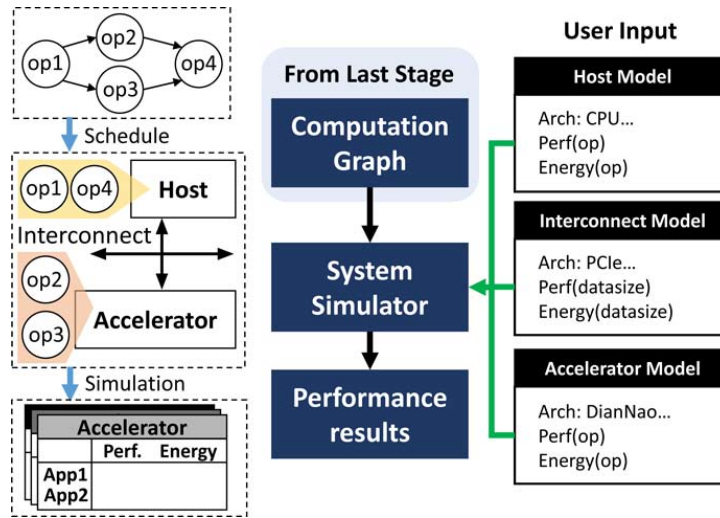 op1
op2
op3
op4
Schedule
op1 op4
Host
Interconnect
op2
op3
Accelerator
Simulation
Accelerator
Perf. Energy
App1
App2
From Last Stage
Computation
Graph
System
Simulator
Performance
results
User Input
Host Model
Arch: CPU...
Perf(op)
Energy(op)
Interconnect Model
Arch: PCIe...
Perf(datasize)
Energy(datasize)
Accelerator Model
Arch: DianNao...
Perf(op)
Energy(op)